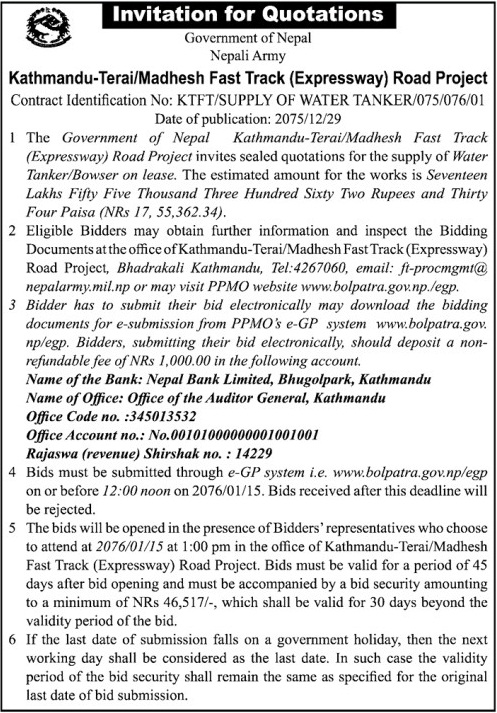 Invitation for Quotations
Government of Nepal
Nepali Army
Kathmandu-Terai/Madhesh Fast Track (Expressway) Road Project
Contract Identification No: KTFT/SUPPLY OF WATER TANKER/075/076/01
Date of publication: 2075/12/29
1 The Government of Nepal Kathmandu-Terai/Madhesh Fast Track
(Expressway) Road Project invites sealed quotations for the supply of Water
Tanker/Bowser on lease. The estimated amount for the works is Seventeen
Lakhs Fifty Five Thousand Three Hundred Sixty Two Rupees and Thirty
Four Paisa (NRs 17, 55,362.34).
2 Eligible Bidders may obtain further information and inspect the Bidding
Documents at the office of Kathmandu-Terai/Madhesh Fast Track (Expressway)
Road Project, Bhadrakali Kathmandu, Tel:4267060, email: ft-procmgmt@
nepalarmy.mil.np or may visit PPMO website www.bolpatra.gov.np./egp.
3 Bidder has to submit their bid electronically may download the bidding
documents for e-submission from PPMO's e-GP system www.bolpatra.gov.
np/egp. Bidders, submitting their bid electronically, should deposit a non-
refundable fee of NRs 1,000.00 in the following account.
Name of the Bank: Nepal Bank Limited, Bhugolpark, Kathmandu
Name of Office: Office of the Auditor General, Kathmandu
Office Code no. :345013532
Office Account no.: No.00101000000001001001
Rajaswa (revenue) Shirshak no. : 14229
4 Bids must be submitted through e-GP system i.e. www.bolpatra.gov.np/egp
on or before 12:00 noon on 2076/01/15. Bids received after this deadline will
be rejected.
5 The bids will be opened in the presence of Bidders' representatives who choose
to attend at 2076/01/15 at 1:00 pm in the office of Kathmandu-Terai/Madhesh
Fast Track (Expressway) Road Project. Bids must be valid for a period of 45
days after bid opening and must be accompanied by a bid security amounting
to a minimum of NRs 46,517/-, which shall be valid for 30 days beyond the
validity period of the bid.
6 If the last date of submission falls on a government holiday, then the next
working day shall be considered as the last date. In such case the validity
period of the bid security shall remain the same as specified for the original
last date of bid submission.